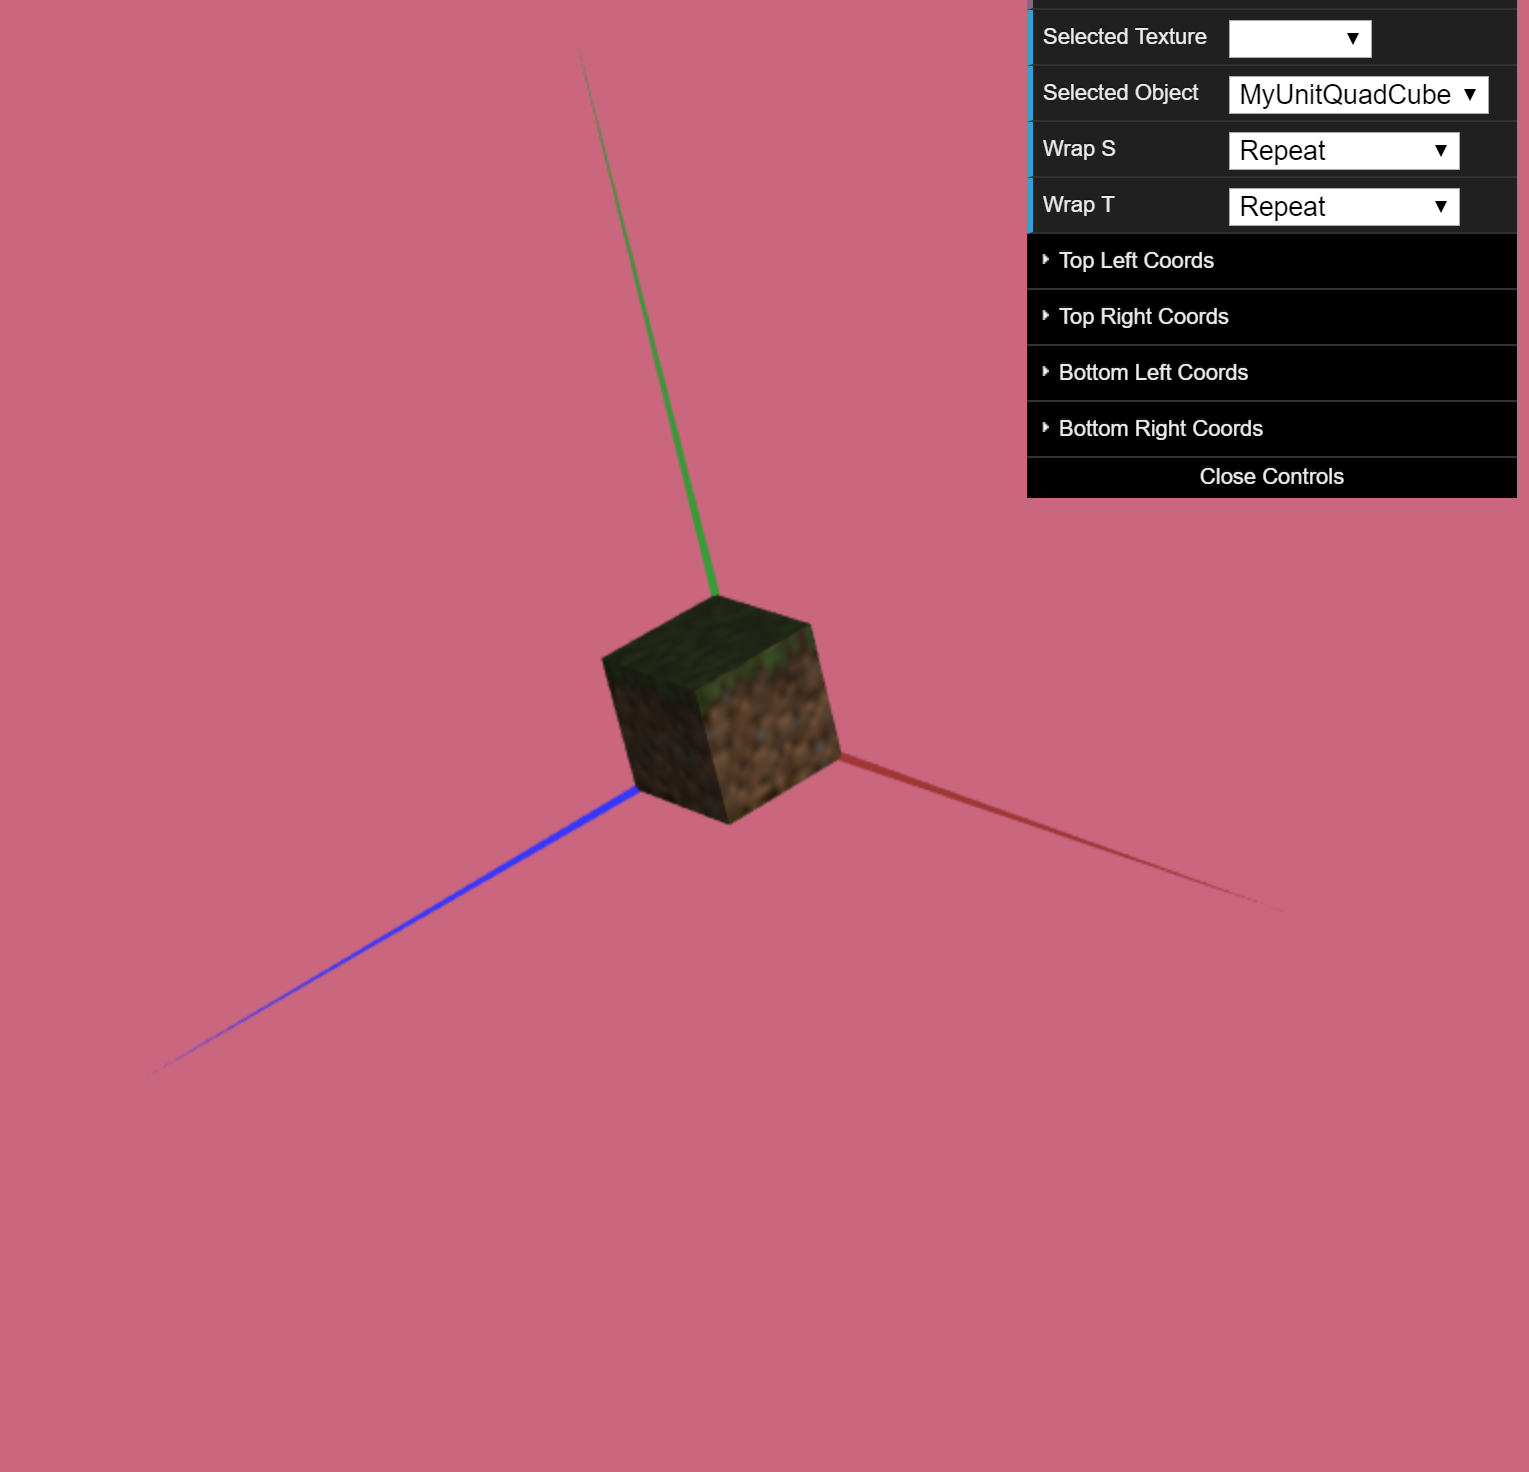 Selected Texture
Selected Object MyUnitQuadCube
Wrap S Repeat
Wrap T Repeat
Top Left Coords
Top Right Coords
Bottom Left Coords
Bottom Right Coords
Close Controls